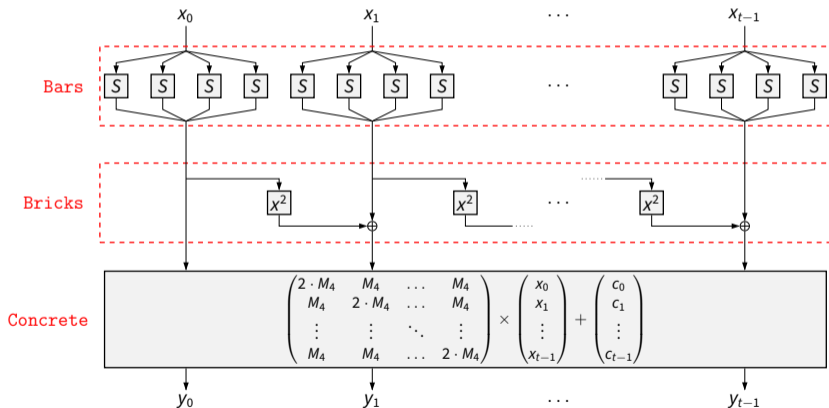 x₀ x₁ ⋯ xₜ₋₁
Bars S S S S S S S S ⋯ S S S S
Bricks x² x² ⋯ x²
⊕ ⊕
Concrete
2 · M₄ M₄ … M₄
M₄ 2 · M₄ … M₄
⋮ ⋮ ⋱ ⋮
M₄ M₄ … 2 · M₄
×
x₀
x₁
⋮
xₜ₋₁
+
c₀
c₁
⋮
cₜ₋₁
y₀ y₁ ⋯ yₜ₋₁